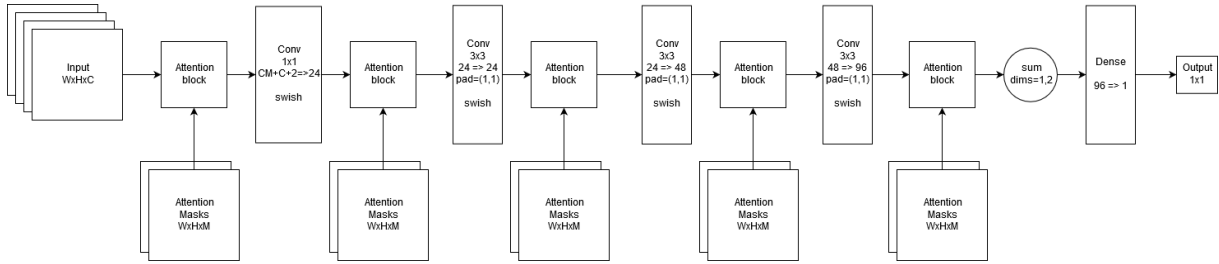 Input
WxHxC
Attention
block
Conv
1x1
CM+C+2=>24
swish
Attention
block
Conv
3x3
24 => 24
pad=(1,1)
swish
Attention
block
Conv
3x3
24 => 48
pad=(1,1)
swish
Attention
block
Conv
3x3
48 => 96
pad=(1,1)
swish
Attention
block
sum
dims=1,2
Dense
96 => 1
Output
1x1
Attention
Masks
WxHxM
Attention
Masks
WxHxM
Attention
Masks
WxHxM
Attention
Masks
WxHxM
Attention
Masks
WxHxM